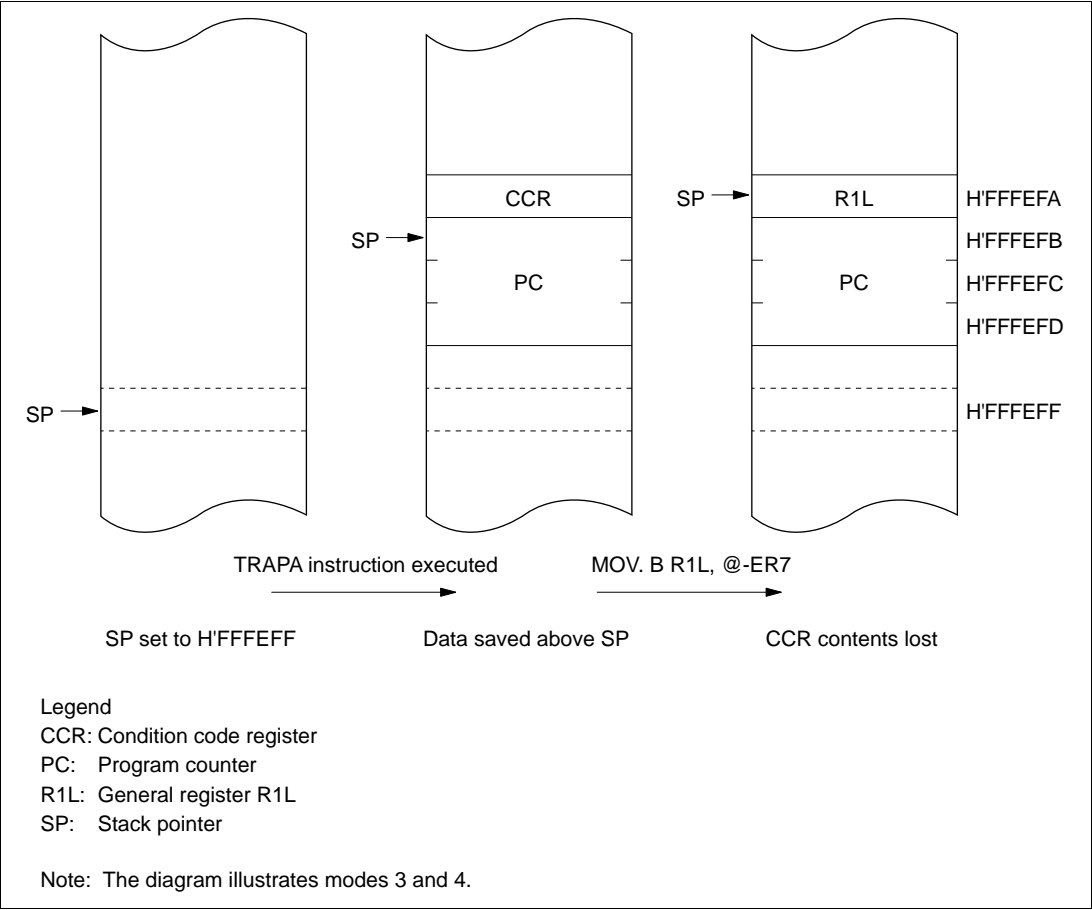 CCR
SP
R1L
H'FFFEFA
SP
H'FFFEFB
PC
PC
H'FFFEFC
H'FFFEFD
SP
H'FFFEFF
TRAPA instruction executed
MOV. B R1L, @-ER7
SP set to H'FFFEFF
Data saved above SP
CCR contents lost
Legend
CCR: Condition code register
PC: Program counter
R1L: General register R1L
SP: Stack pointer
Note: The diagram illustrates modes 3 and 4.